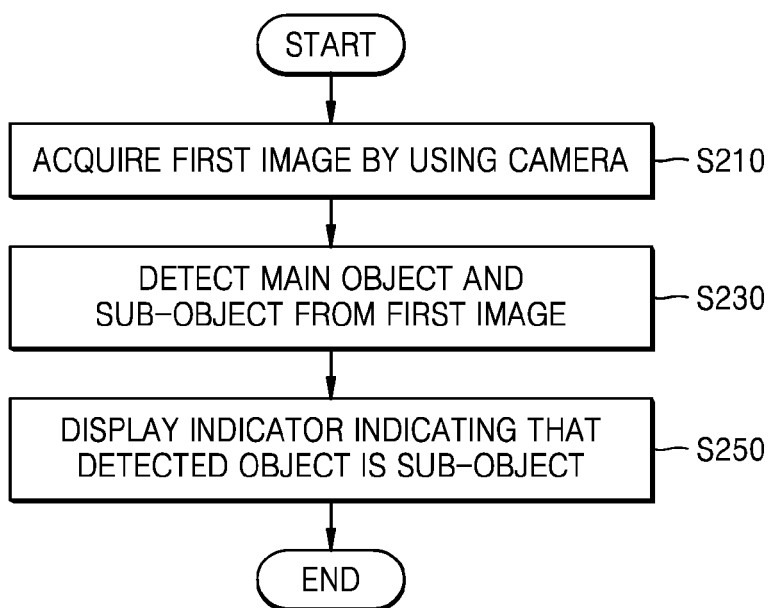 START
ACQUIRE FIRST IMAGE BY USING CAMERA
S210
DETECT MAIN OBJECT AND
SUB-OBJECT FROM FIRST IMAGE
S230
DISPLAY INDICATOR INDICATING THAT
DETECTED OBJECT IS SUB-OBJECT
S250
END